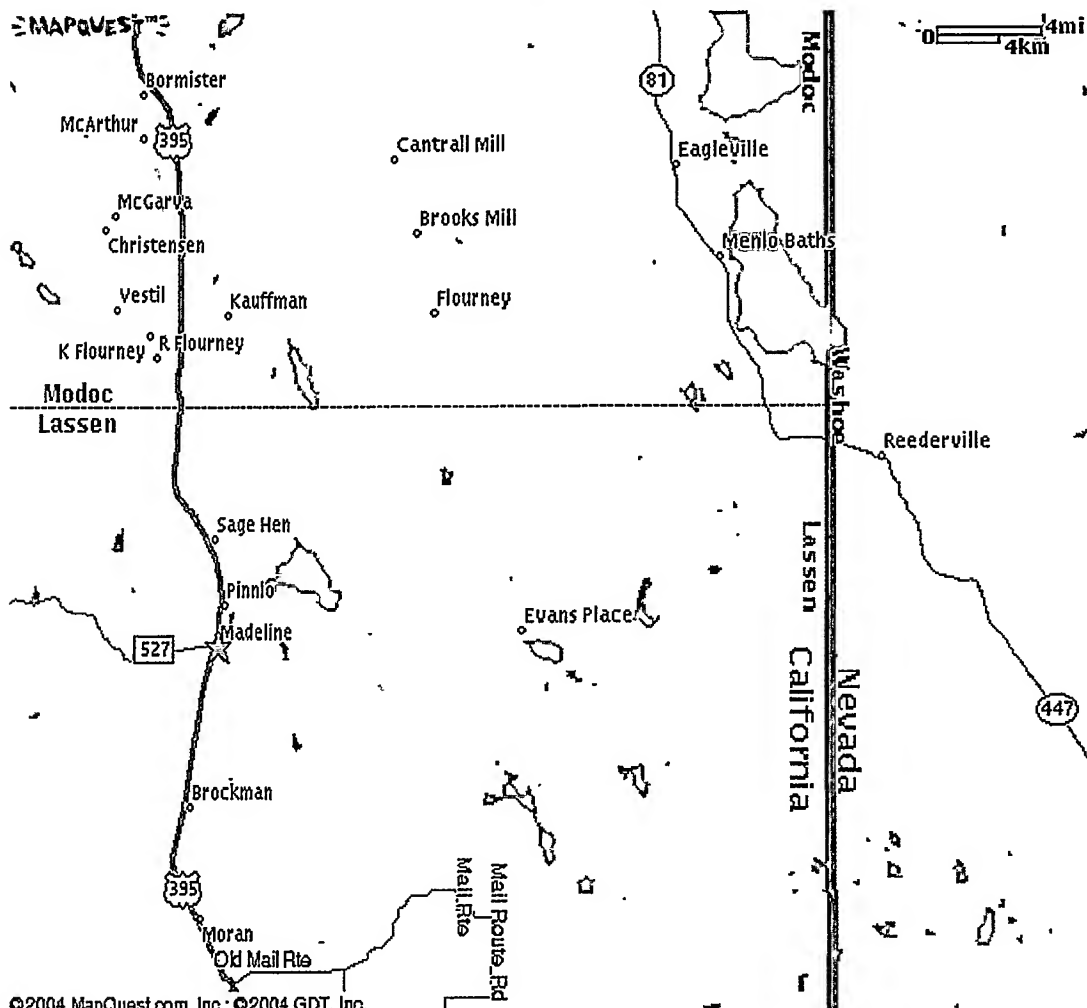 MAPQUEST™
0 4mi
4km
Modoc
81
Bormister
McArthur
395
Cantrall Mill
Eagleville
McGarva
Christensen
Brooks Mill
Menlo Baths
Vestil
Kauffman
Flourney
K Flourney
R Flourney
Modoc
Lassen
Washoe
Reederville
Sage Hen
Lassen
Pinnio
Evans Place
Madeline
527
California
Nevada
447
Brockman
395
Mail Rte
Mail Route Rd
Moran
Old Mail Rte
©2004 MapQuest.com, Inc.; ©2004 GDT, Inc.